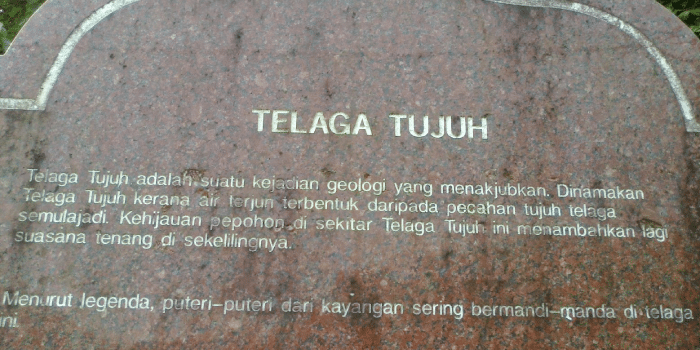 TELAGA TUJUH
Telaga Tujuh adalah suatu kejadian geologi yang menakjubkan. Dinamakan
Telaga Tujuh kerana air terjun terbentuk daripada pecahan tujuh telaga
semulajadi. Kehijauan pepohon di sekitar Telaga Tujuh ini menambahkan lagi
suasana tenang di sekelilingnya.
Menurut legenda, puteri-puteri dari kayangan sering bermandi-manda di telaga
ini.